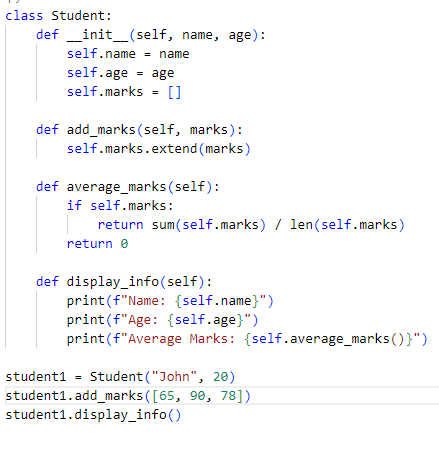 class Student:
    def __init__(self, name, age):
        self.name = name
        self.age = age
        self.marks = []

    def add_marks(self, marks):
        self.marks.extend(marks)

    def average_marks(self):
        if self.marks:
            return sum(self.marks) / len(self.marks)
        return 0

    def display_info(self):
        print(f"Name: {self.name}")
        print(f"Age: {self.age}")
        print(f"Average Marks: {self.average_marks()}")

student1 = Student("John", 20)
student1.add_marks([65, 90, 78])
student1.display_info()